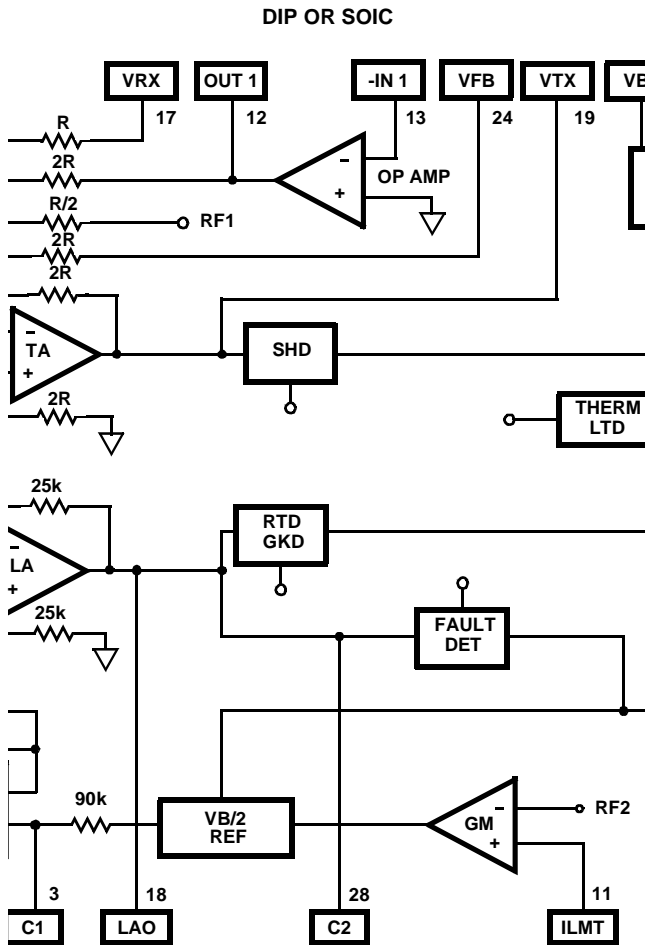 DIP OR SOIC
VRX
OUT 1
-IN 1
VFB
VTX
VB
17
12
13
24
19
R
2R
R/2
2R
2R
RF1
-
+
OP AMP
-
TA
+
2R
SHD
THERM
LTD
25k
-
LA
+
25k
RTD
GKD
FAULT
DET
90k
VB/2
REF
-
GM
+
RF2
3
18
28
11
C1
LAO
C2
ILMT